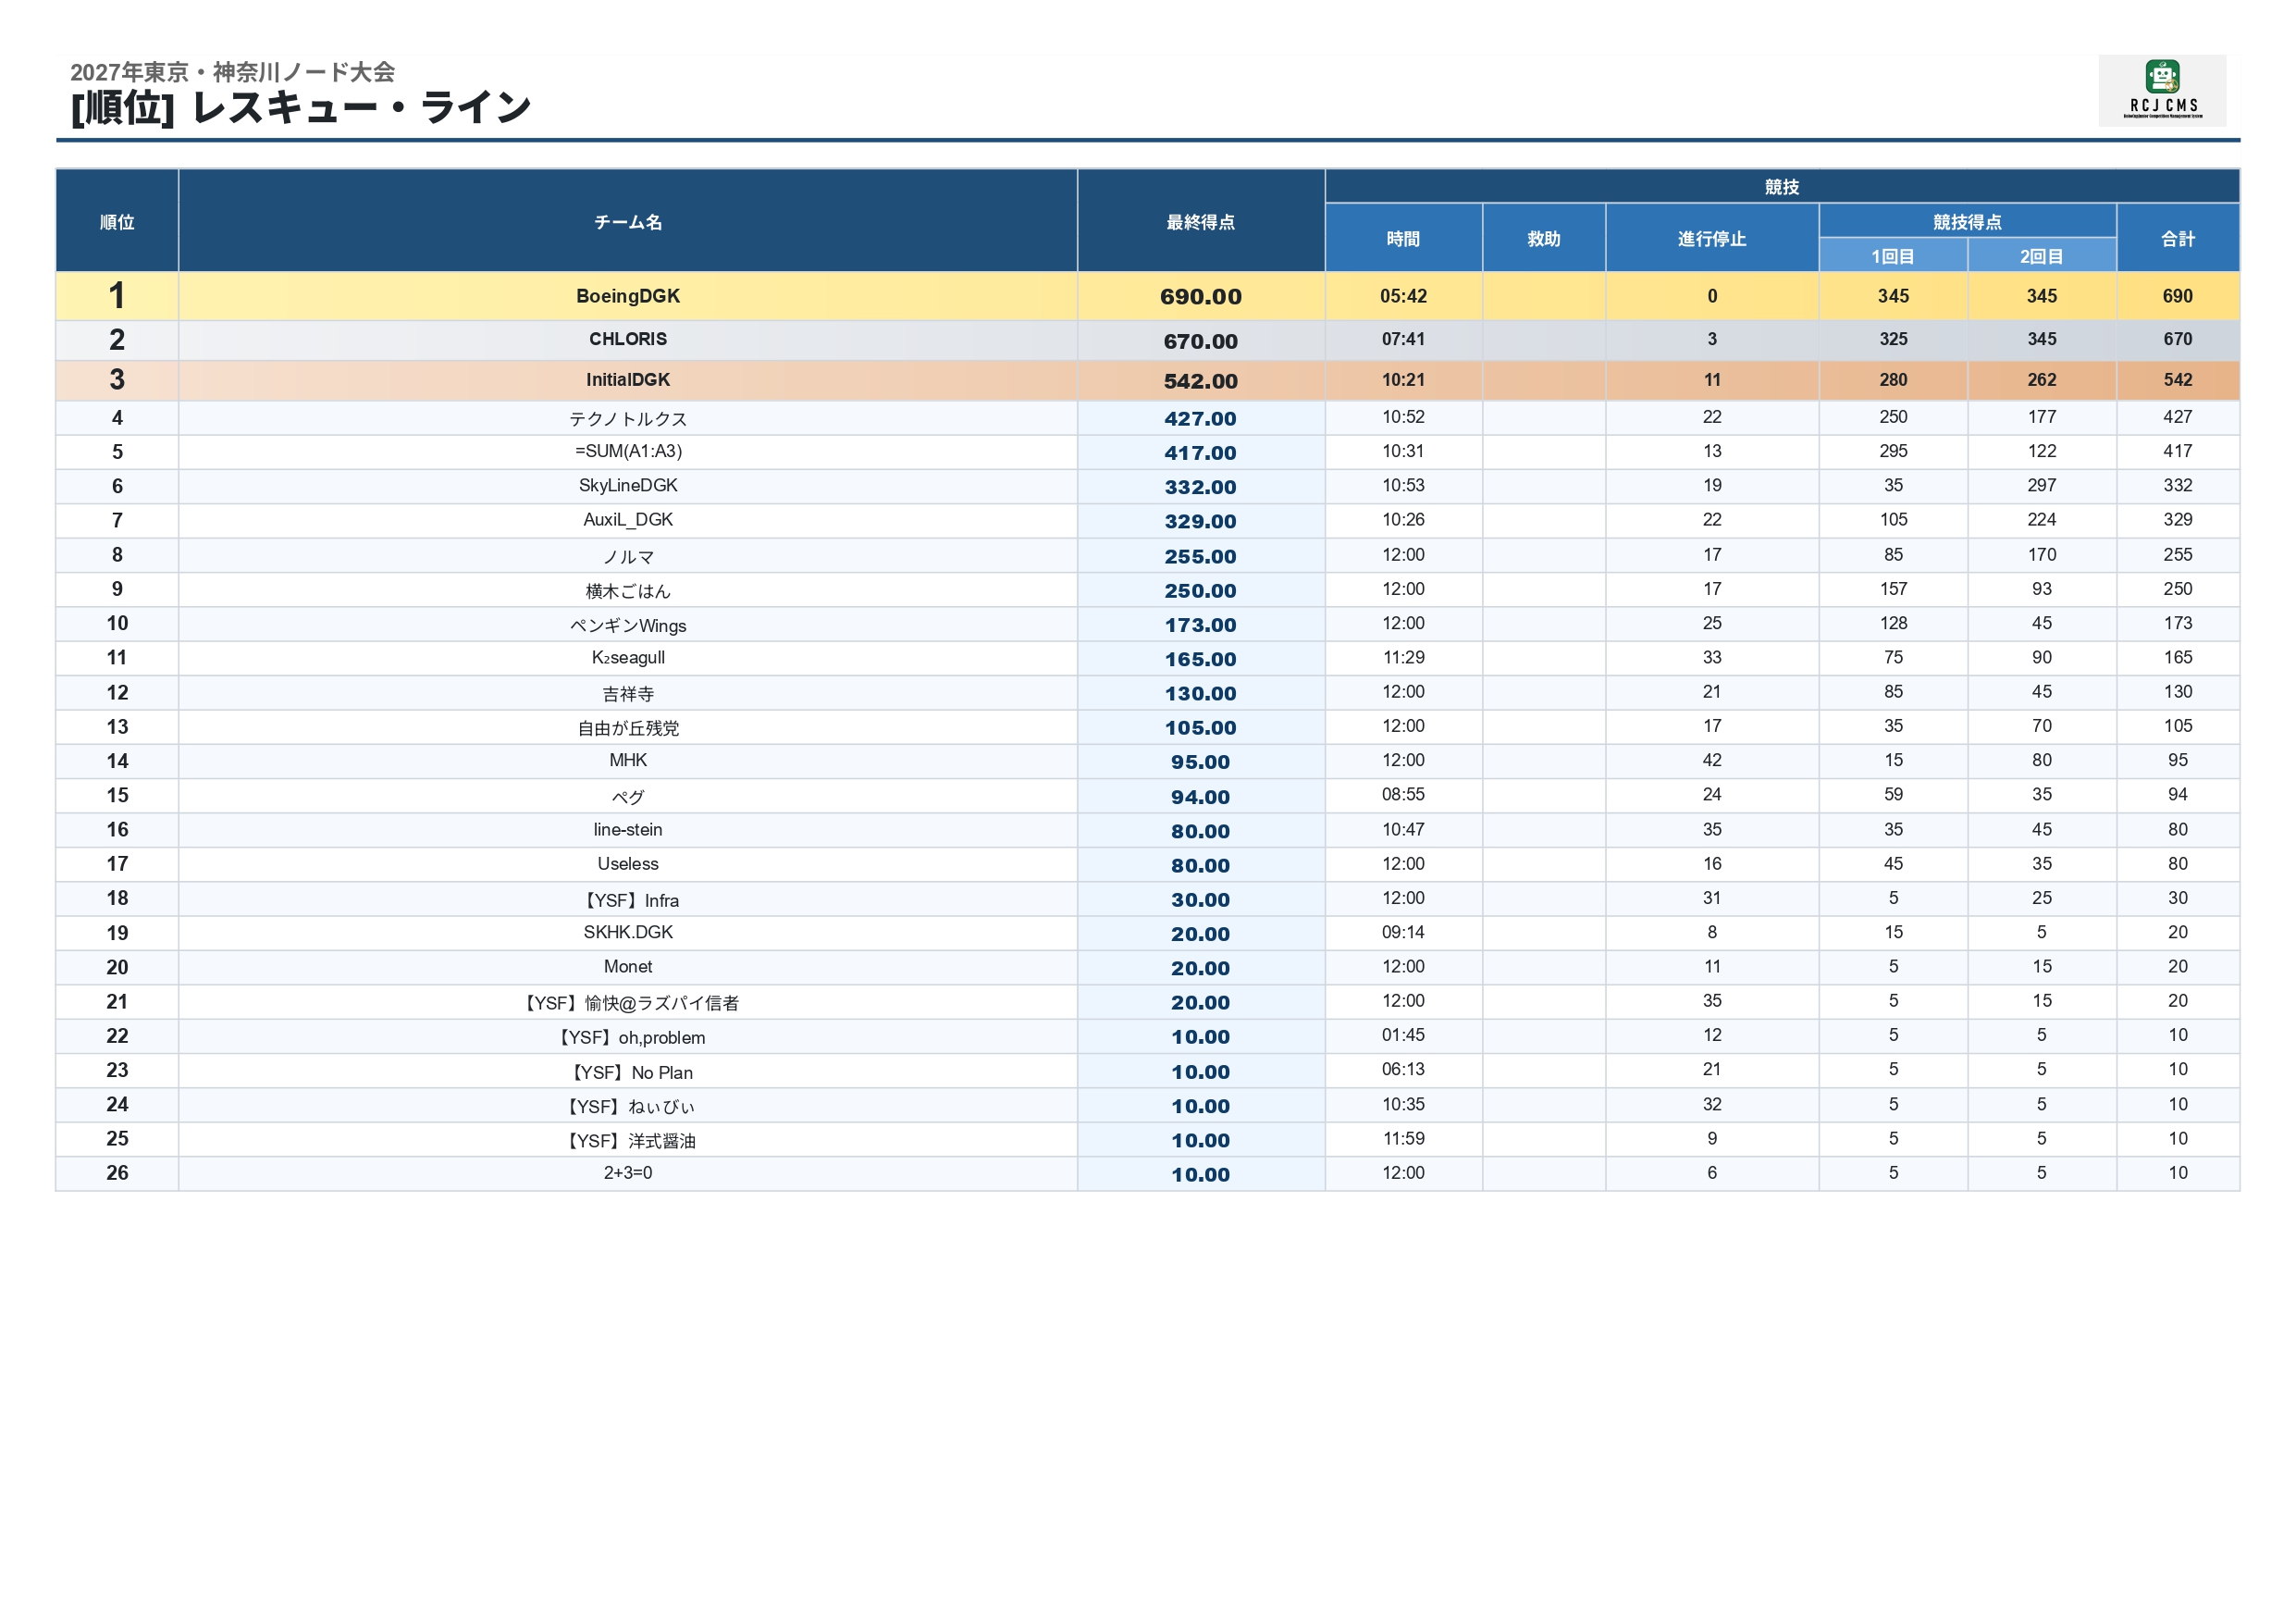 2027年東京・神奈川ノード大会
[順位] レスキュー・ライン
RCJ CMS
順位 チーム名 最終得点 競技
時間 救助 進行停止 競技得点 合計
1回目 2回目
1 BoeingDGK 690.00 05:42 0 345 345 690
2 CHLORIS 670.00 07:41 3 325 345 670
3 InitialDGK 542.00 10:21 11 280 262 542
4 テクノトルクス 427.00 10:52 22 250 177 427
5 =SUM(A1:A3) 417.00 10:31 13 295 122 417
6 SkyLineDGK 332.00 10:53 19 35 297 332
7 AuxiL_DGK 329.00 10:26 22 105 224 329
8 ノルマ 255.00 12:00 17 85 170 255
9 横木ごはん 250.00 12:00 17 157 93 250
10 ペンギンWings 173.00 12:00 25 128 45 173
11 K₂seagull 165.00 11:29 33 75 90 165
12 吉祥寺 130.00 12:00 21 85 45 130
13 自由が丘残党 105.00 12:00 17 35 70 105
14 MHK 95.00 12:00 42 15 80 95
15 ペグ 94.00 08:55 24 59 35 94
16 line-stein 80.00 10:47 35 35 45 80
17 Useless 80.00 12:00 16 45 35 80
18 【YSF】Infra 30.00 12:00 31 5 25 30
19 SKHK.DGK 20.00 09:14 8 15 5 20
20 Monet 20.00 12:00 11 5 15 20
21 【YSF】愉快@ラズパイ信者 20.00 12:00 35 5 15 20
22 【YSF】oh,problem 10.00 01:45 12 5 5 10
23 【YSF】No Plan 10.00 06:13 21 5 5 10
24 【YSF】ねぃびぃ 10.00 10:35 32 5 5 10
25 【YSF】洋式醤油 10.00 11:59 9 5 5 10
26 2+3=0 10.00 12:00 6 5 5 10